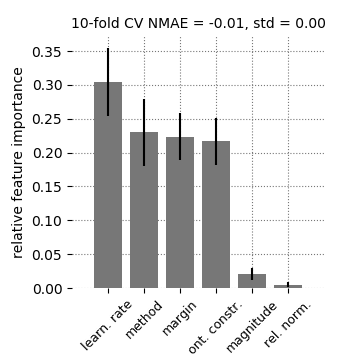 10-fold CV NMAE = -0.01, std = 0.00
relative feature importance
0.35
0.30
0.25
0.20
0.15
0.10
0.05
0.00
learn. rate
method
margin
ont. constr.
magnitude
rel. norm.